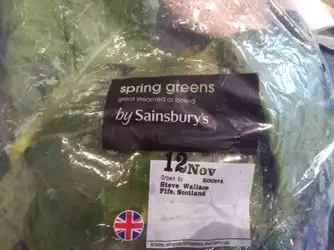 spring greens
great steamed or boiled
by Sainsbury's
12Nov
Grown by
Steve Wallace
Fife, Scotland